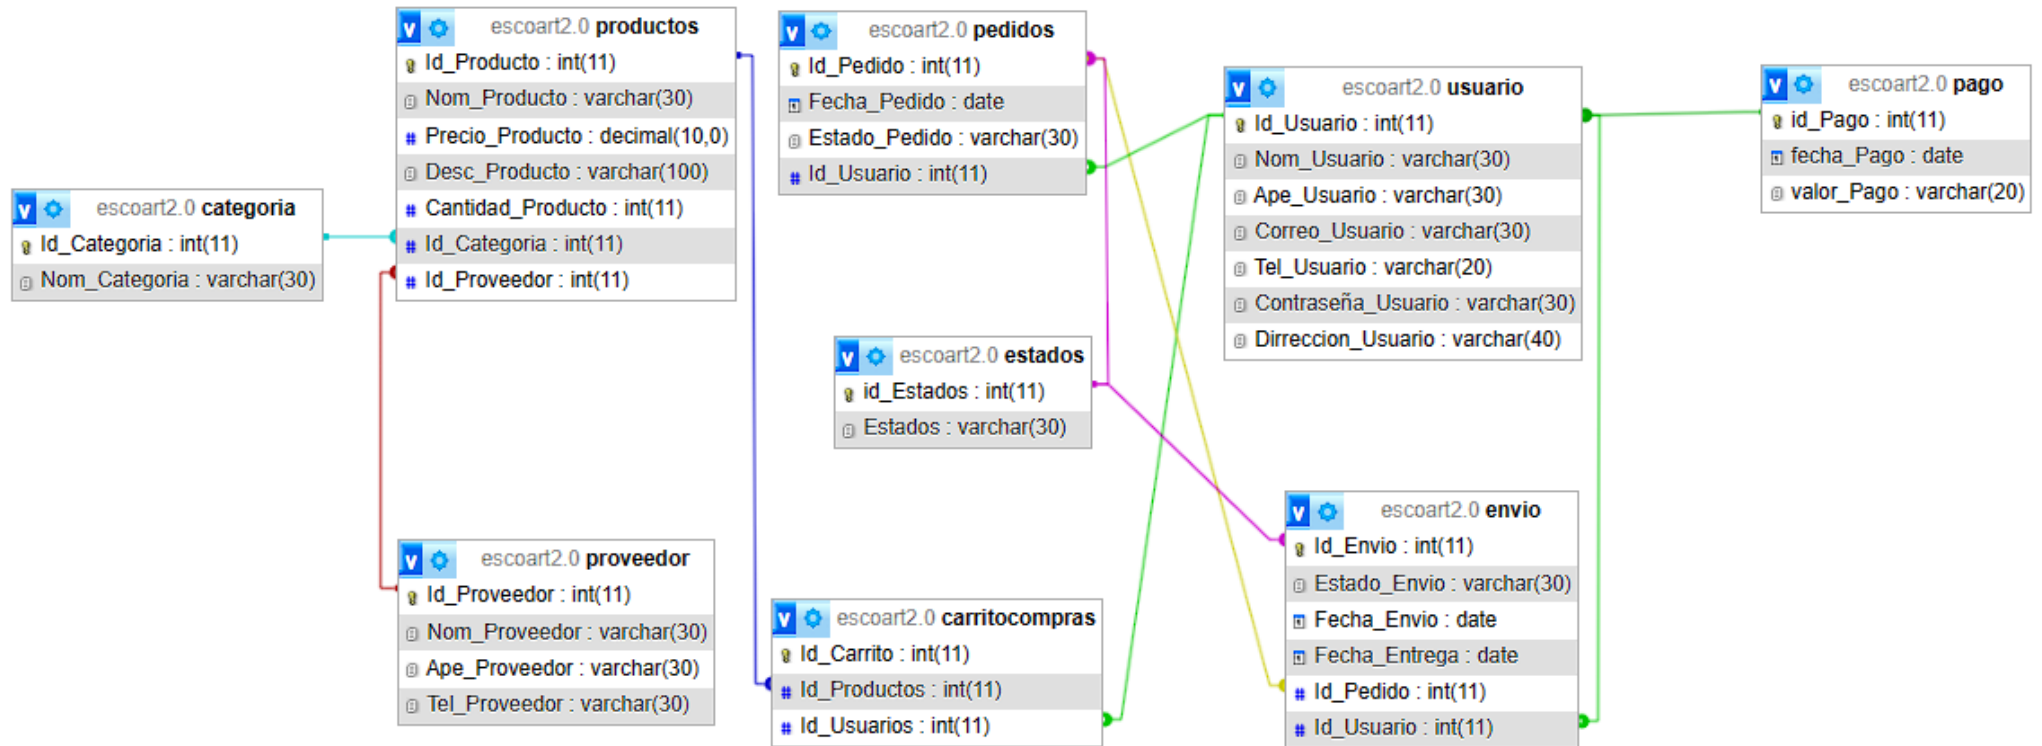 escoart2.0 productos
Id_Producto : int(11)
Nom_Producto : varchar(30)
Precio_Producto : decimal(10,0)
Desc_Producto : varchar(100)
Cantidad_Producto : int(11)
Id_Categoria : int(11)
Id_Proveedor : int(11)
escoart2.0 pedidos
Id_Pedido : int(11)
Fecha_Pedido : date
Estado_Pedido : varchar(30)
Id_Usuario : int(11)
escoart2.0 usuario
Id_Usuario : int(11)
Nom_Usuario : varchar(30)
Ape_Usuario : varchar(30)
Correo_Usuario : varchar(30)
Tel_Usuario : varchar(20)
Contraseña_Usuario : varchar(30)
Dirreccion_Usuario : varchar(40)
escoart2.0 pago
id_Pago : int(11)
fecha_Pago : date
valor_Pago : varchar(20)
escoart2.0 categoria
Id_Categoria : int(11)
Nom_Categoria : varchar(30)
escoart2.0 estados
id_Estados : int(11)
Estados : varchar(30)
escoart2.0 proveedor
Id_Proveedor : int(11)
Nom_Proveedor : varchar(30)
Ape_Proveedor : varchar(30)
Tel_Proveedor : varchar(30)
escoart2.0 carritocompras
Id_Carrito : int(11)
Id_Productos : int(11)
Id_Usuarios : int(11)
escoart2.0 envio
Id_Envio : int(11)
Estado_Envio : varchar(30)
Fecha_Envio : date
Fecha_Entrega : date
Id_Pedido : int(11)
Id_Usuario : int(11)